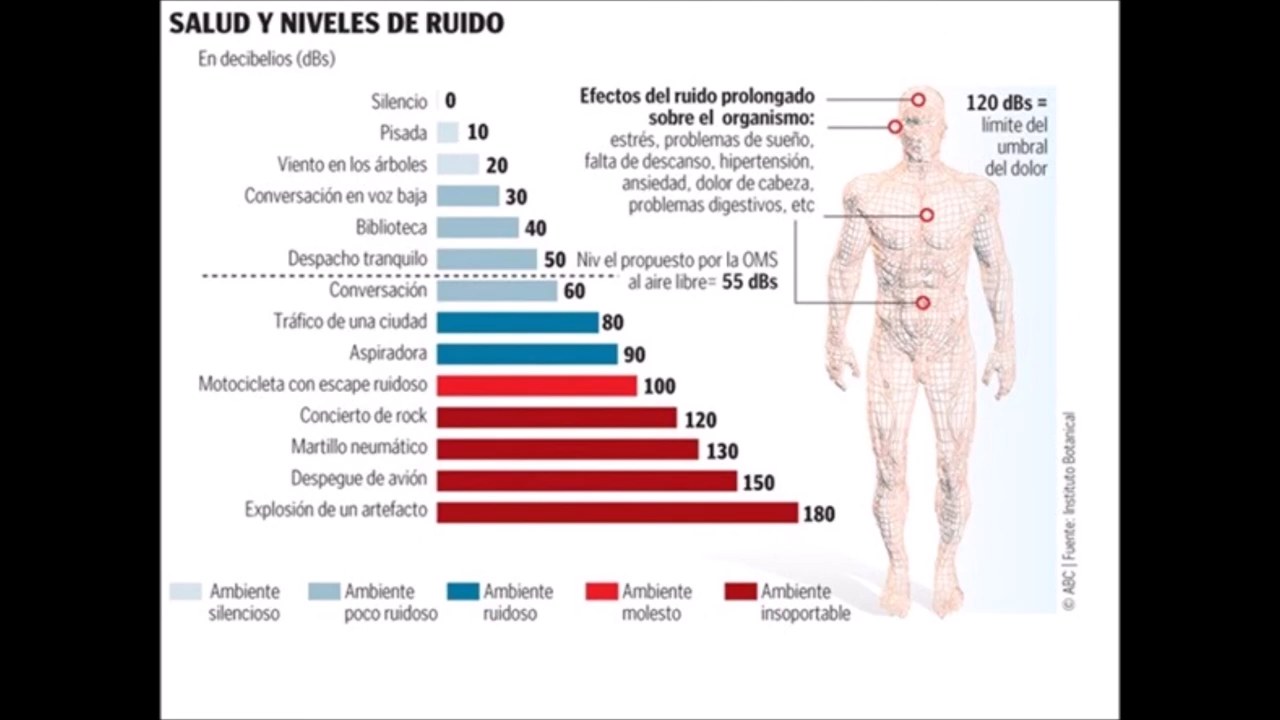 SALUD Y NIVELES DE RUIDO
En decibelios (dBs)
Silencio 0
Pisada 10
Viento en los árboles 20
Conversación en voz baja 30
Biblioteca 40
Despacho tranquilo 50
Conversación 60
Tráfico de una ciudad 80
Aspiradora 90
Motocicleta con escape ruidoso 100
Concierto de rock 120
Martillo neumático 130
Despegue de avión 150
Explosión de un artefacto 180
Efectos del ruido prolongado
sobre el organismo:
estrés, problemas de sueño,
falta de descanso, hipertensión,
ansiedad, dolor de cabeza,
problemas digestivos, etc
Niv el propuesto por la OMS
al aire libre= 55 dBs
120 dBs =
límite del
umbral
del dolor
Ambiente
silencioso
Ambiente
poco ruidoso
Ambiente
ruidoso
Ambiente
molesto
Ambiente
insoportable
© ABC | Fuente: Instituto Botanical